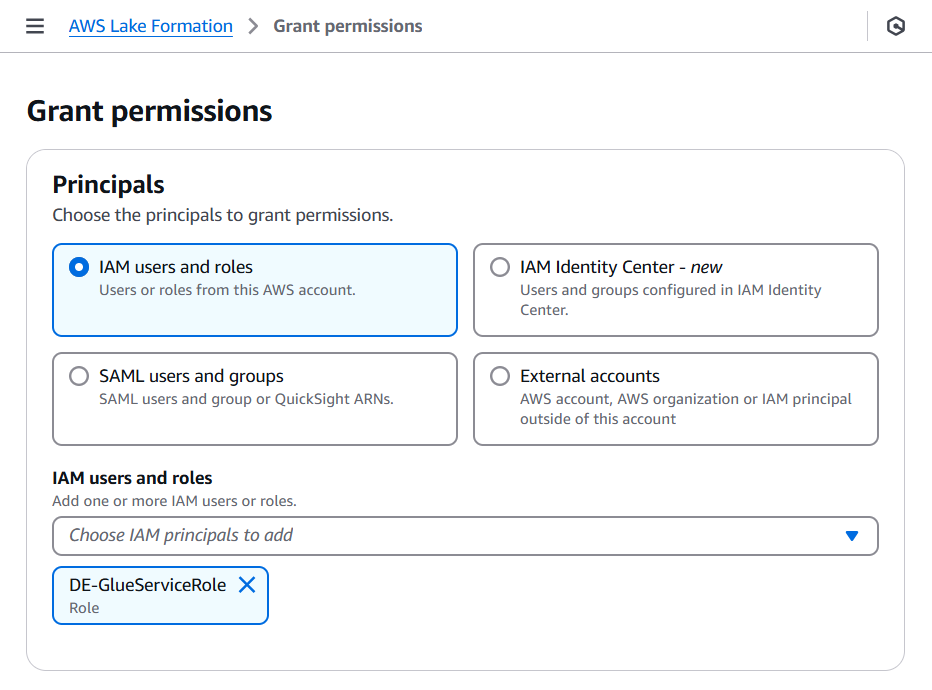 AWS Lake Formation > Grant permissions
Grant permissions
Principals
Choose the principals to grant permissions.
IAM users and roles
Users or roles from this AWS account.
IAM Identity Center - new
Users and groups configured in IAM Identity
Center.
SAML users and groups
SAML users and group or QuickSight ARNs.
External accounts
AWS account, AWS organization or IAM principal
outside of this account
IAM users and roles
Add one or more IAM users or roles.
Choose IAM principals to add
DE-GlueServiceRole
Role